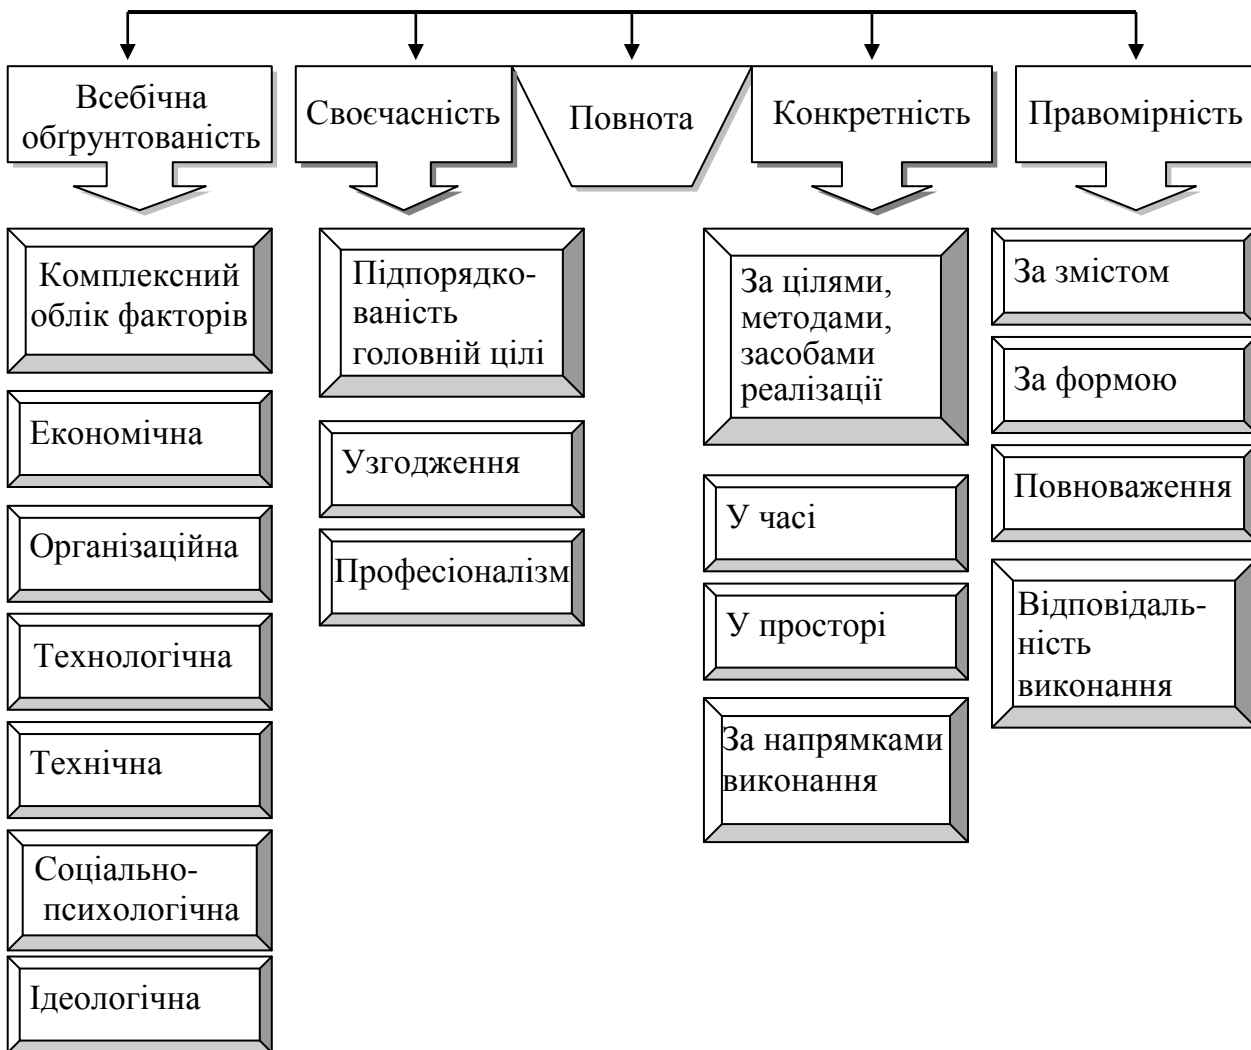 Всебічна
обґрунтованість
Своєчасність
Повнота
Конкретність
Правомірність
Комплексний
облік факторів
Економічна
Організаційна
Технологічна
Технічна
Соціально-
психологічна
Ідеологічна
Підпорядко-
ваність
головній цілі
Узгодження
Професіоналізм
За цілями,
методами,
засобами
реалізації
У часі
У просторі
За напрямками
виконання
За змістом
За формою
Повноваження
Відповідаль-
ність
виконання